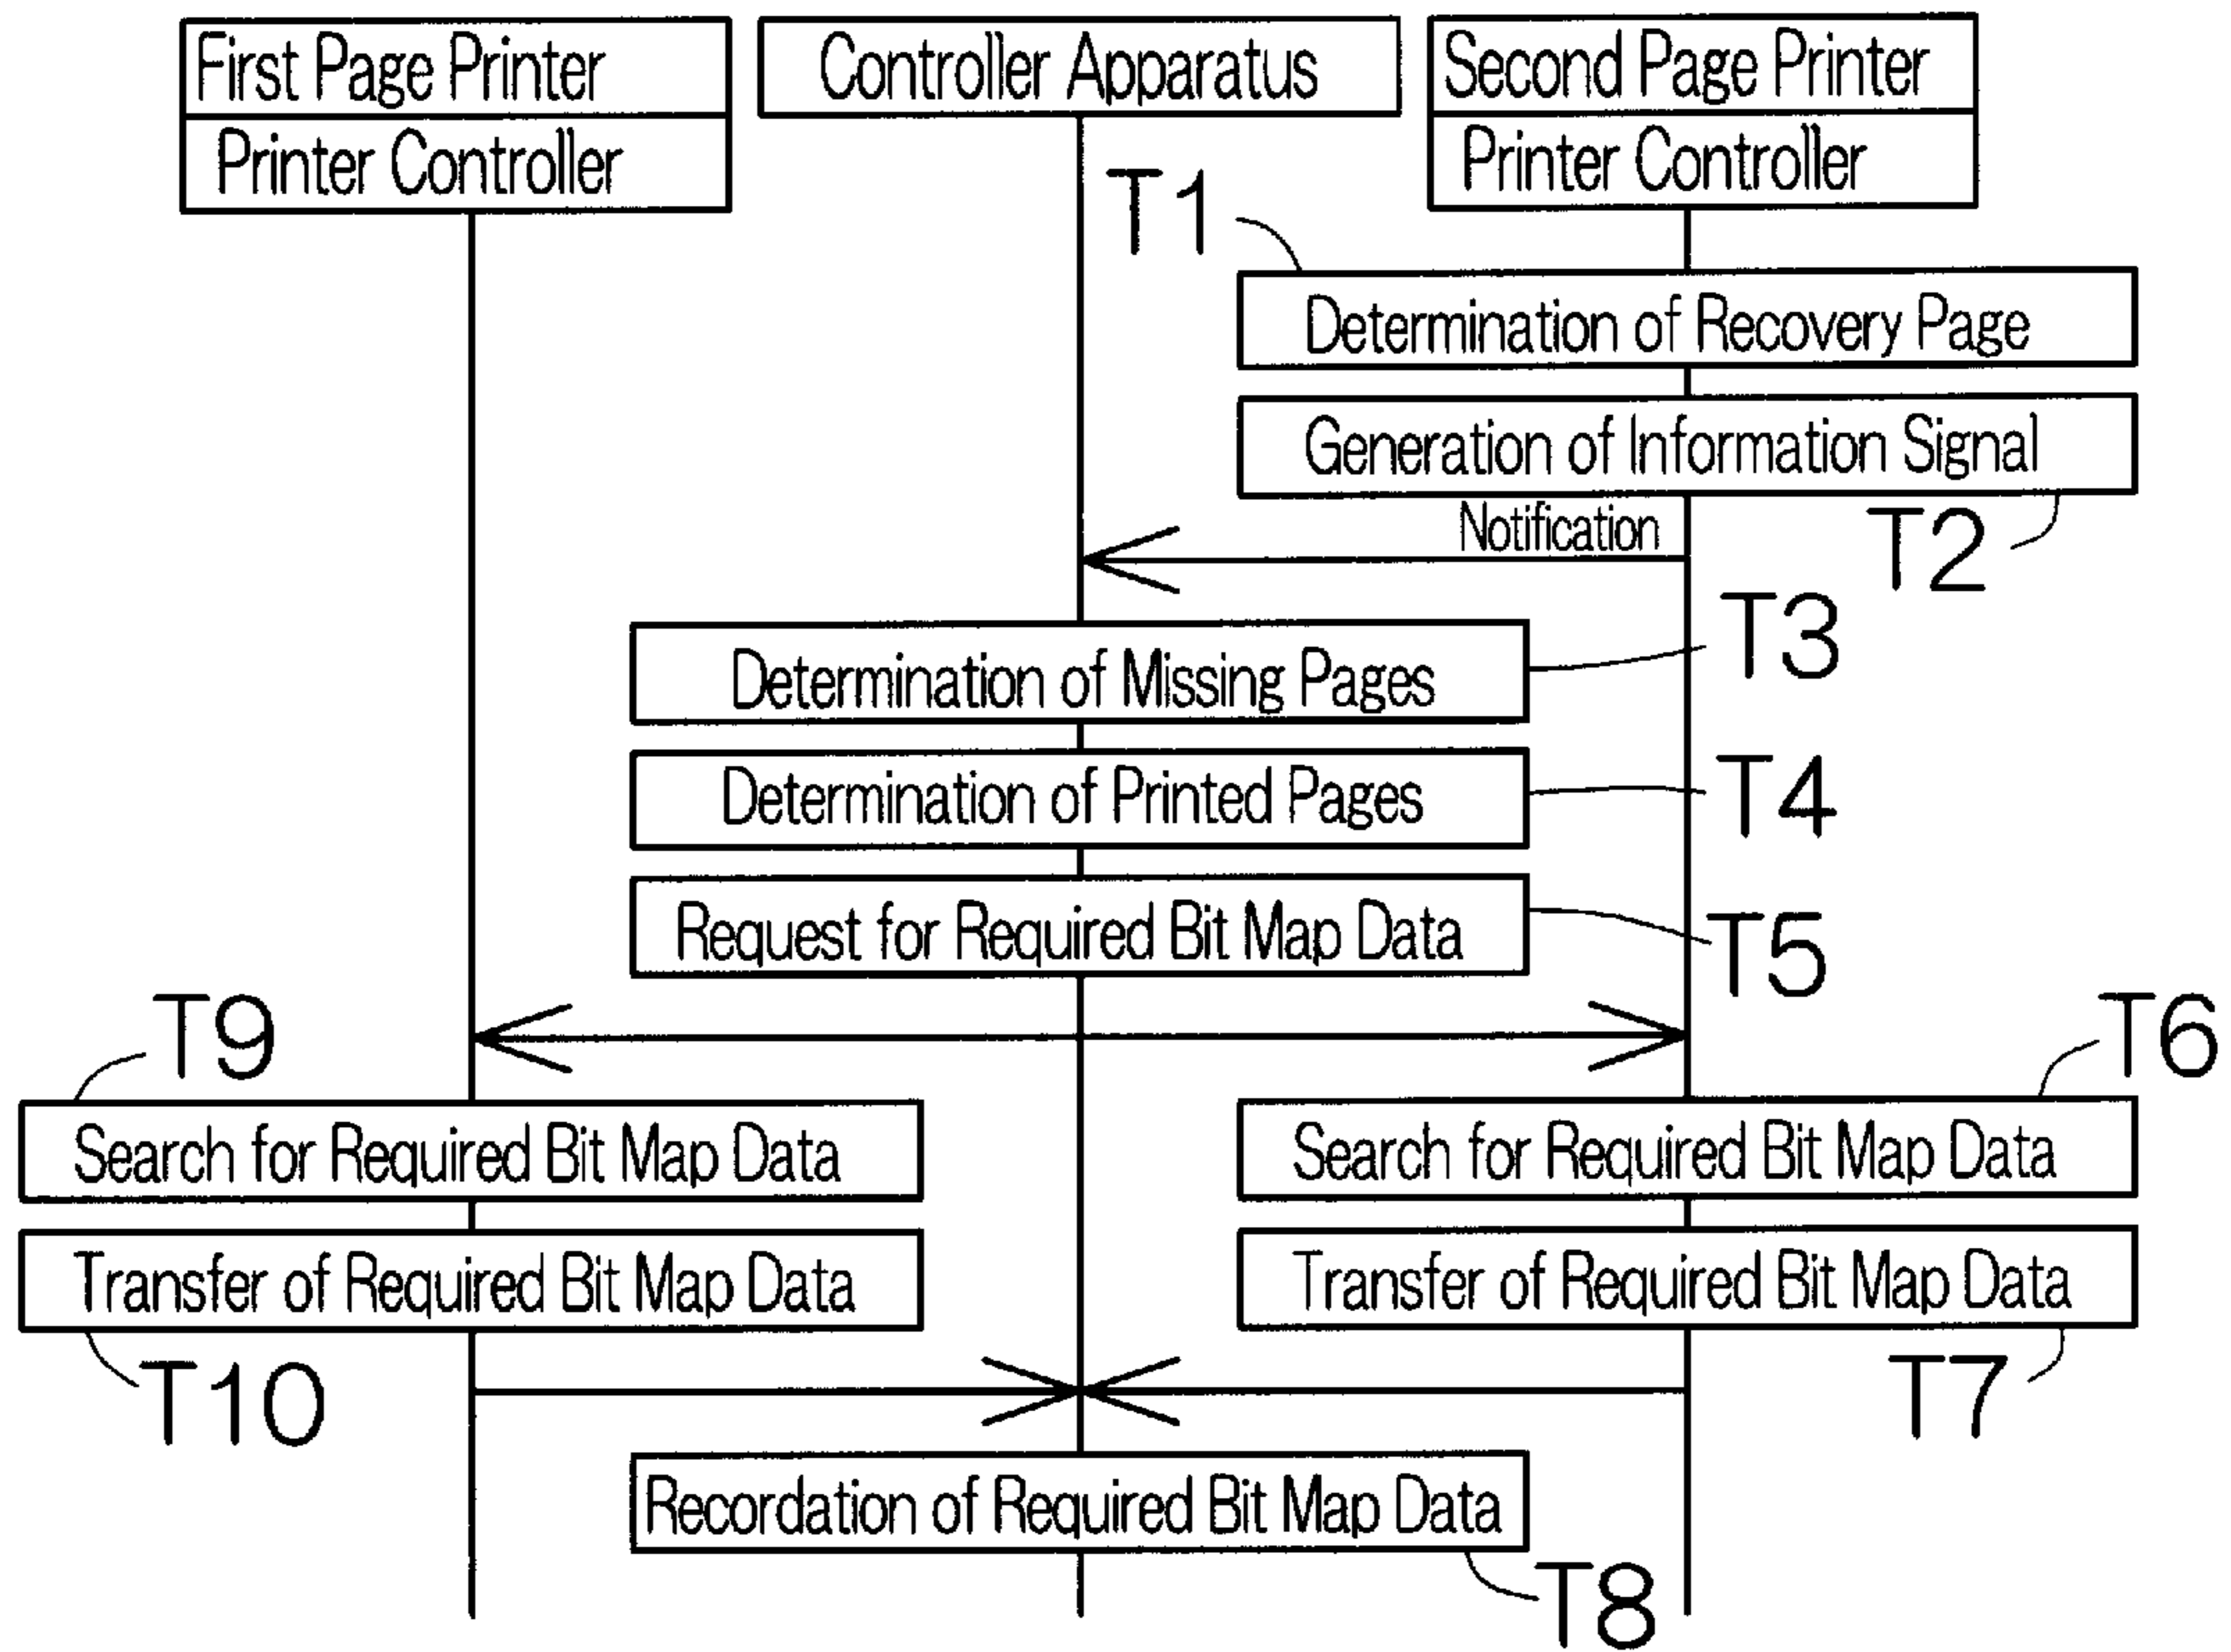 First Page Printer
Printer Controller
Controller Apparatus
Second Page Printer
Printer Controller
T1
Determination of Recovery Page
Generation of Information Signal
Notification
T2
T3
Determination of Missing Pages
Determination of Printed Pages
T4
Request for Required Bit Map Data
T5
T9
T6
Search for Required Bit Map Data
Search for Required Bit Map Data
Transfer of Required Bit Map Data
Transfer of Required Bit Map Data
T10
T7
Recordation of Required Bit Map Data
T8